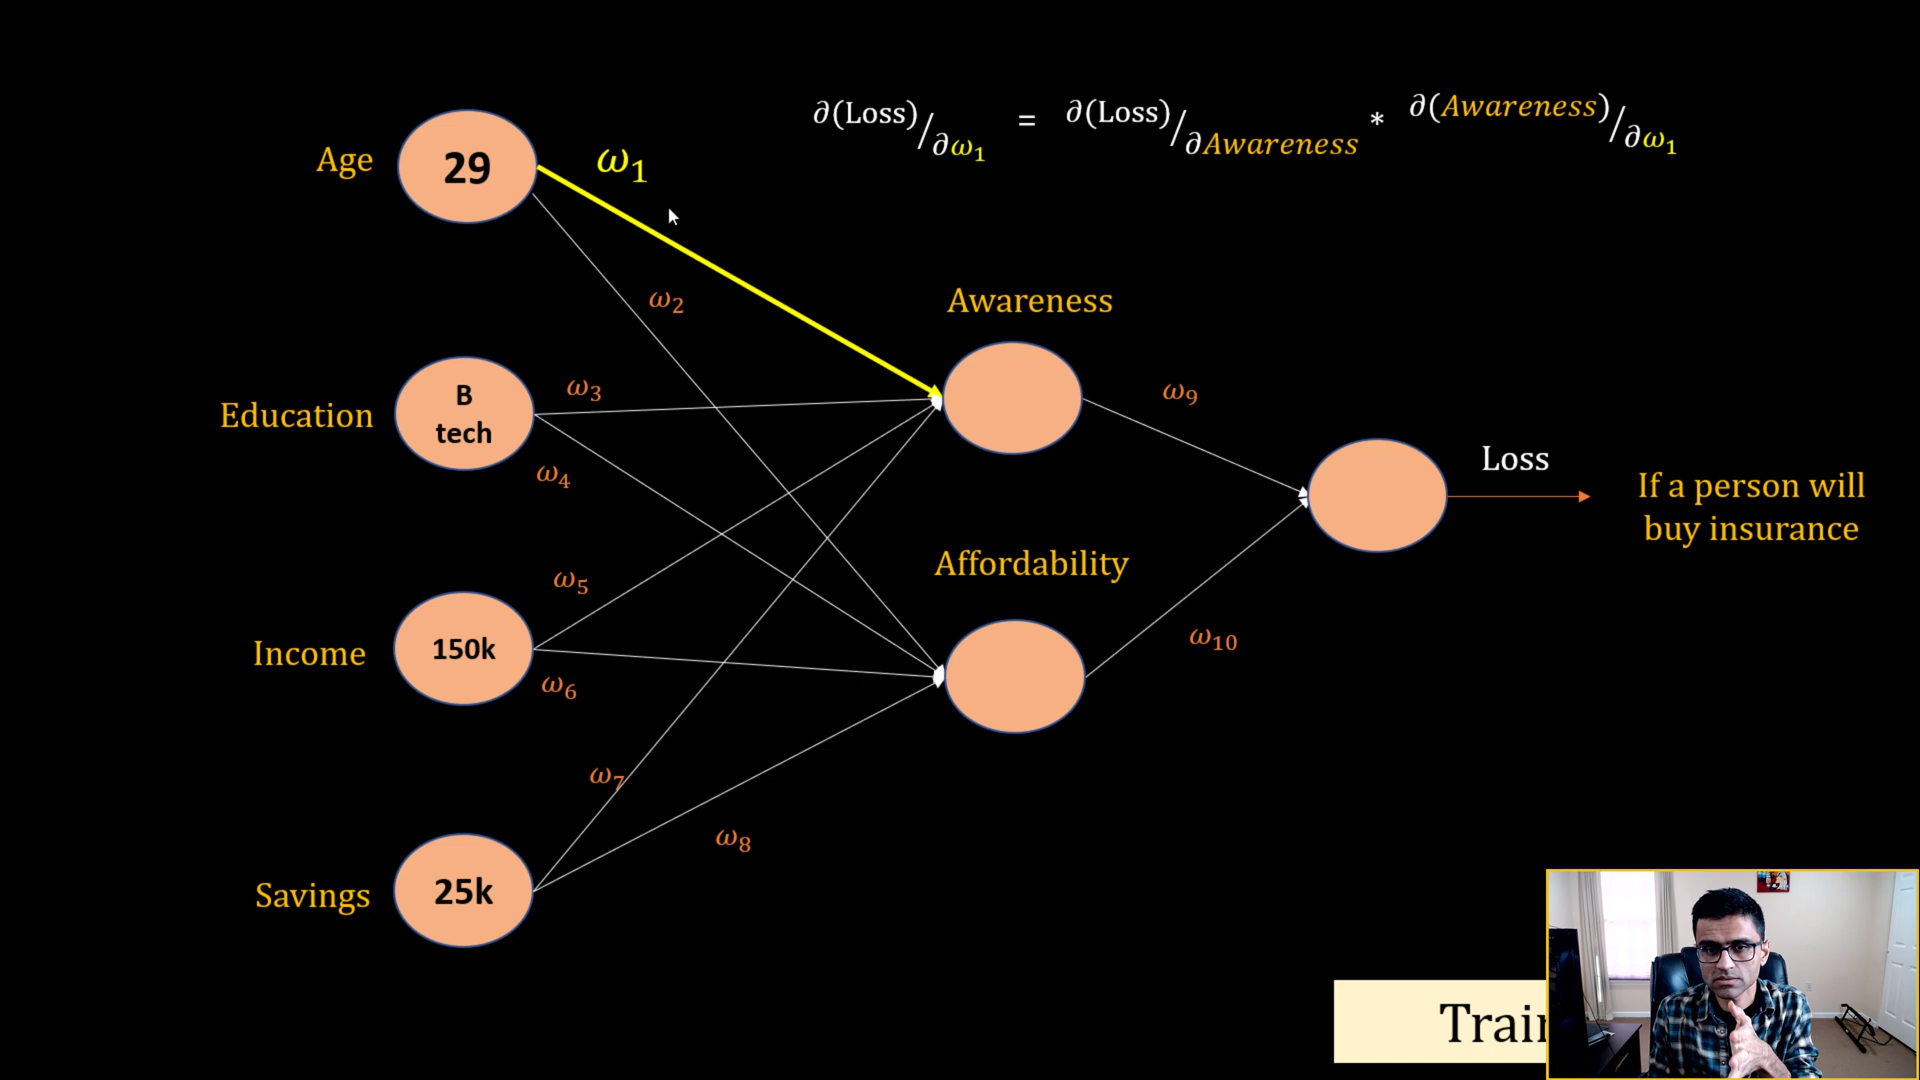 ∂(Loss)/∂ω₁ = ∂(Loss)/∂Awareness * ∂(Awareness)/∂ω₁
Age
29
ω₁
ω₂
Awareness
Education
B
tech
ω₃
ω₄
ω₉
Loss
If a person will
buy insurance
Affordability
ω₅
Income
150k
ω₆
ω₁₀
ω₇
ω₈
Savings
25k